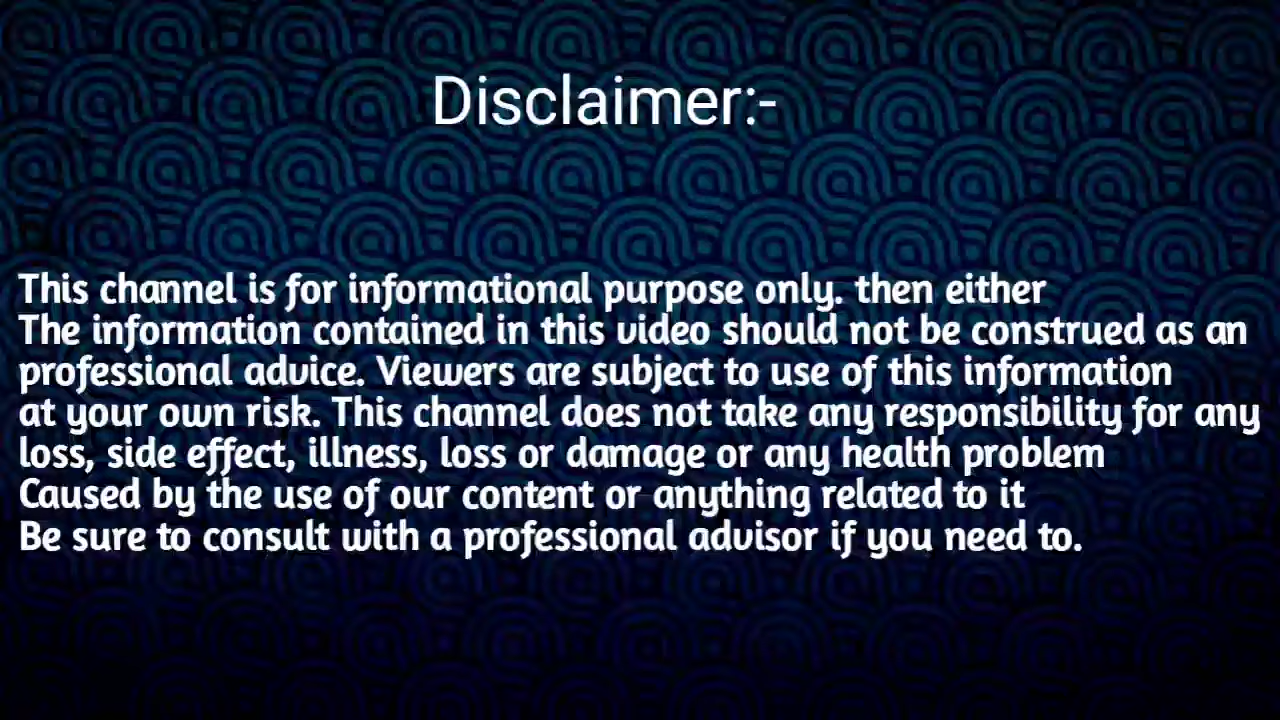 Disclaimer:-
This channel is for informational purpose only. then either
The information contained in this video should not be construed as an
professional advice. Viewers are subject to use of this information
at your own risk. This channel does not take any responsibility for any
loss, side effect, illness, loss or damage or any health problem
Caused by the use of our content or anything related to it
Be sure to consult with a professional advisor if you need to.